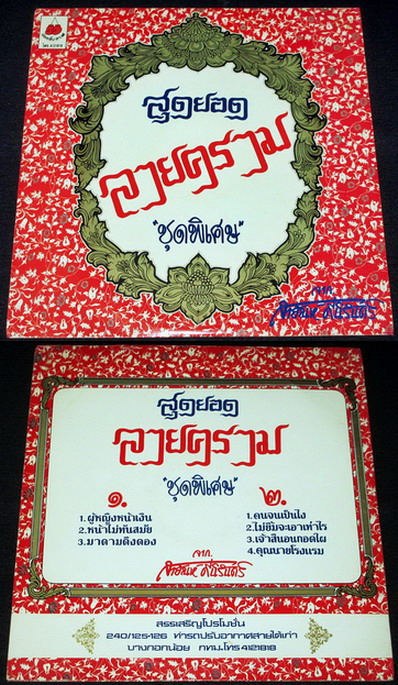 สุดยอด
ลายคราม
"ชุดพิเศษ"
จาก
สุดยอด
ลายคราม
"ชุดพิเศษ"
๑.
1. ผู้หญิงหน้าเงิน
2. หน้าไม่ทันสมัย
3. มาดามดิงดอง
๒.
1. คนจนเป็นไง
2. ไม่ยืมจะเอาเท่าไร
3. เจ้าสินอนกอดไผ
4. คุณนายโรงแรม
จาก
สรรเสริญโปรโมชั่น
240/125-126 ท่ารถปรับอากาศสายใต้เก่า
บางกอกน้อย กทม.โทร 4121818